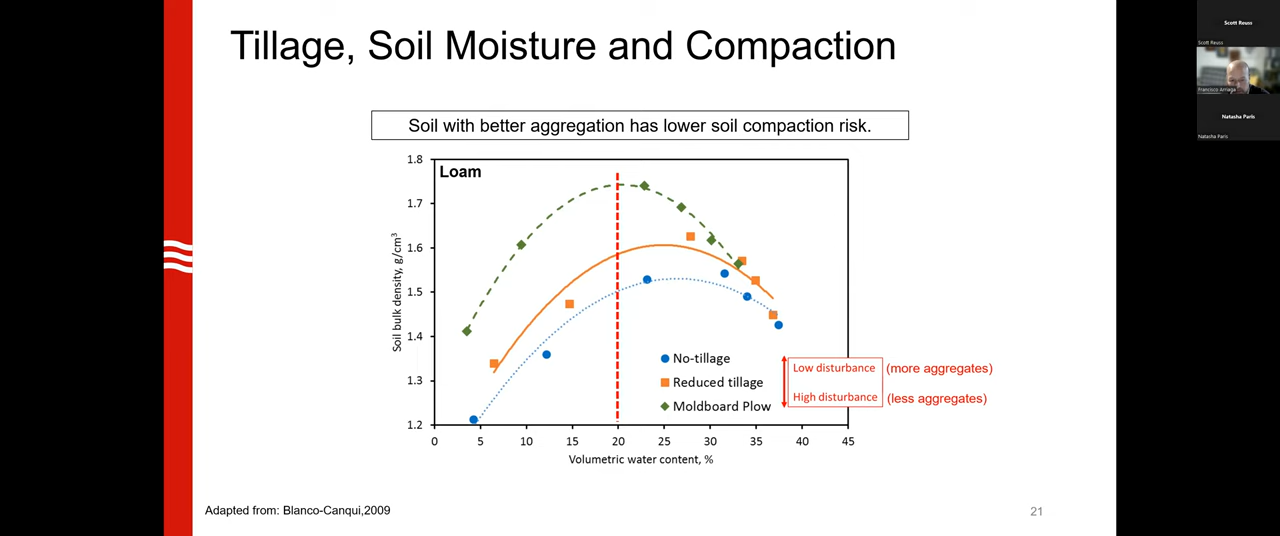 Tillage, Soil Moisture and Compaction
Soil with better aggregation has lower soil compaction risk.
Loam
1.8
1.7
1.6
1.5
1.4
1.3
1.2
Soil bulk density, g/cm³
No-tillage
Reduced tillage
Moldboard Plow
Low disturbance (more aggregates)
High disturbance (less aggregates)
0 5 10 15 20 25 30 35 40 45
Volumetric water content, %
Adapted from: Blanco-Canqui,2009
21
Scott Reuss
Scott Reuss
Francisco Arriaga
Natasha Paris
Natasha Paris